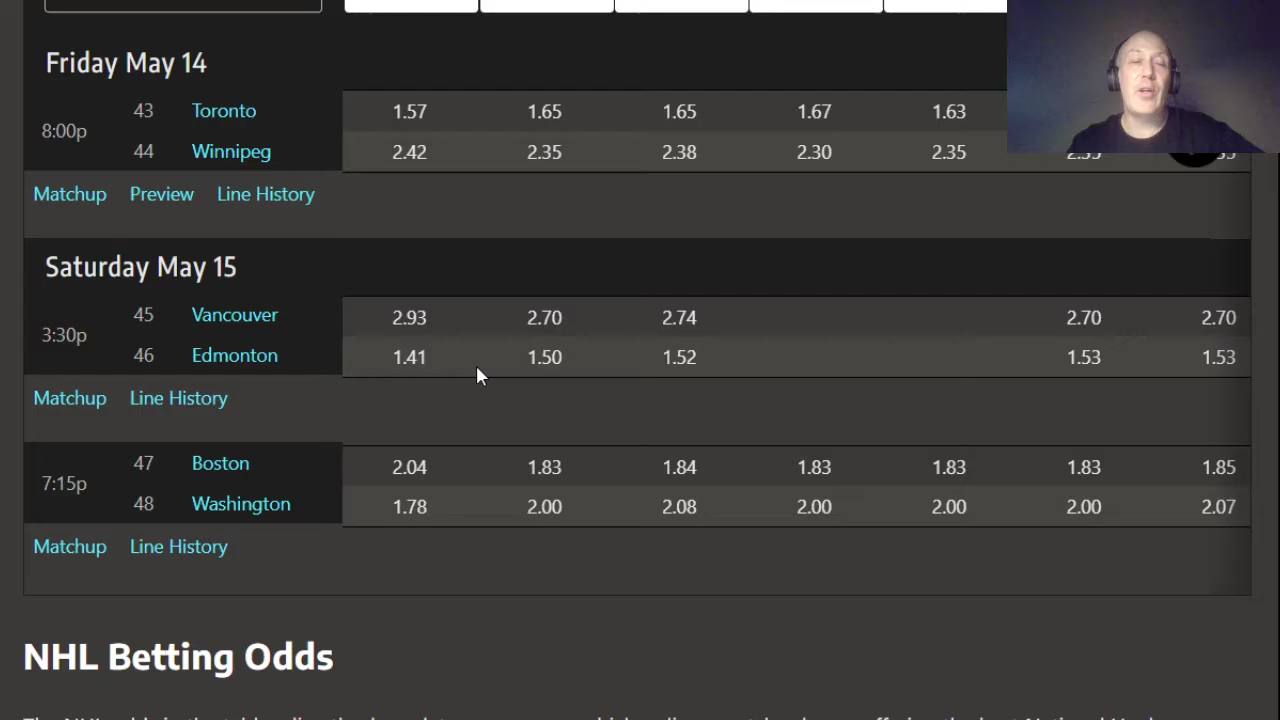 Friday May 14
8:00p 43 Toronto 1.57 1.65 1.65 1.67 1.63
44 Winnipeg 2.42 2.35 2.38 2.30 2.35
Matchup Preview Line History
Saturday May 15
3:30p 45 Vancouver 2.93 2.70 2.74 2.70 2.70
46 Edmonton 1.41 1.50 1.52 1.53 1.53
Matchup Line History
7:15p 47 Boston 2.04 1.83 1.84 1.83 1.83 1.83 1.85
48 Washington 1.78 2.00 2.08 2.00 2.00 2.00 2.07
Matchup Line History
NHL Betting Odds